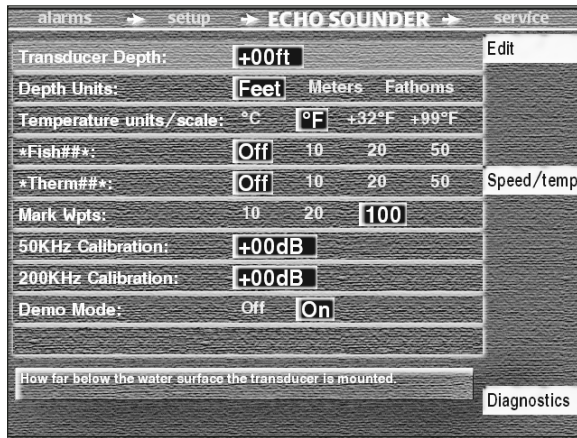 alarms setup ECHO SOUNDER service
Transducer Depth: +00ft
Edit
Depth Units: Feet Meters Fathoms
Temperature units/scale: °C °F +32°F +99°F
*Fish##*: Off 10 20 50
*Therm##*: Off 10 20 50
Speed/temp
Mark Wpts: 10 20 100
50KHz Calibration: +00dB
200KHz Calibration: +00dB
Demo Mode: Off On
How far below the water surface the transducer is mounted.
Diagnostics